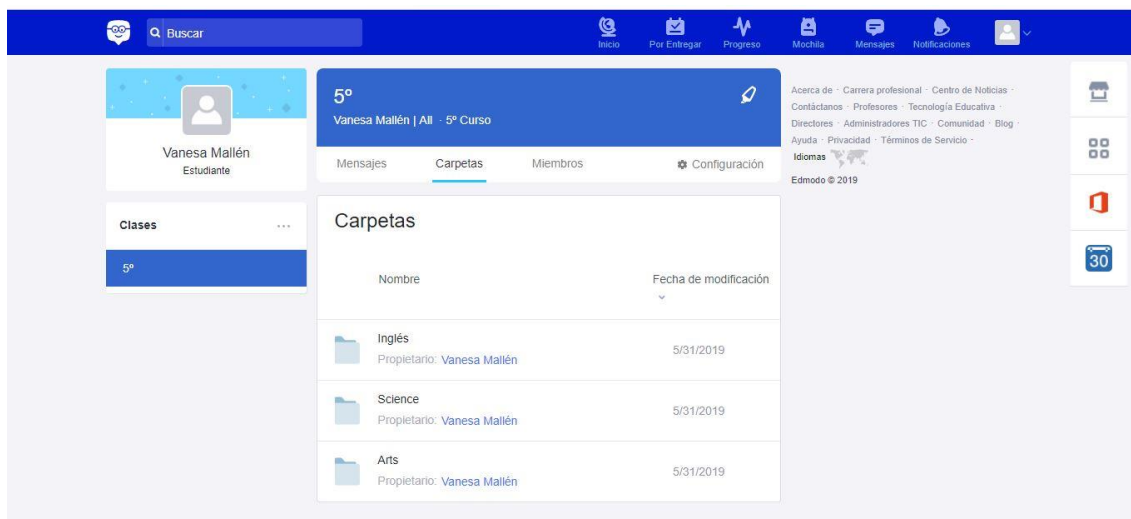 Buscar
Inicio
Por Entregar
Progreso
Mochila
Mensajes
Notificaciones
Vanesa Mallén
Estudiante
Clases
5º
5º
Vanesa Mallén | All · 5º Curso
Mensajes
Carpetas
Miembros
Configuración
Carpetas
Nombre
Fecha de modificación
Inglés
Propietario: Vanesa Mallén
5/31/2019
Science
Propietario: Vanesa Mallén
5/31/2019
Arts
Propietario: Vanesa Mallén
5/31/2019
Acerca de · Carrera profesional · Centro de Noticias ·
Contáctanos · Profesores · Tecnología Educativa ·
Directores · Administradores TIC · Comunidad · Blog ·
Ayuda · Privacidad · Términos de Servicio ·
Idiomas
Edmodo © 2019
30